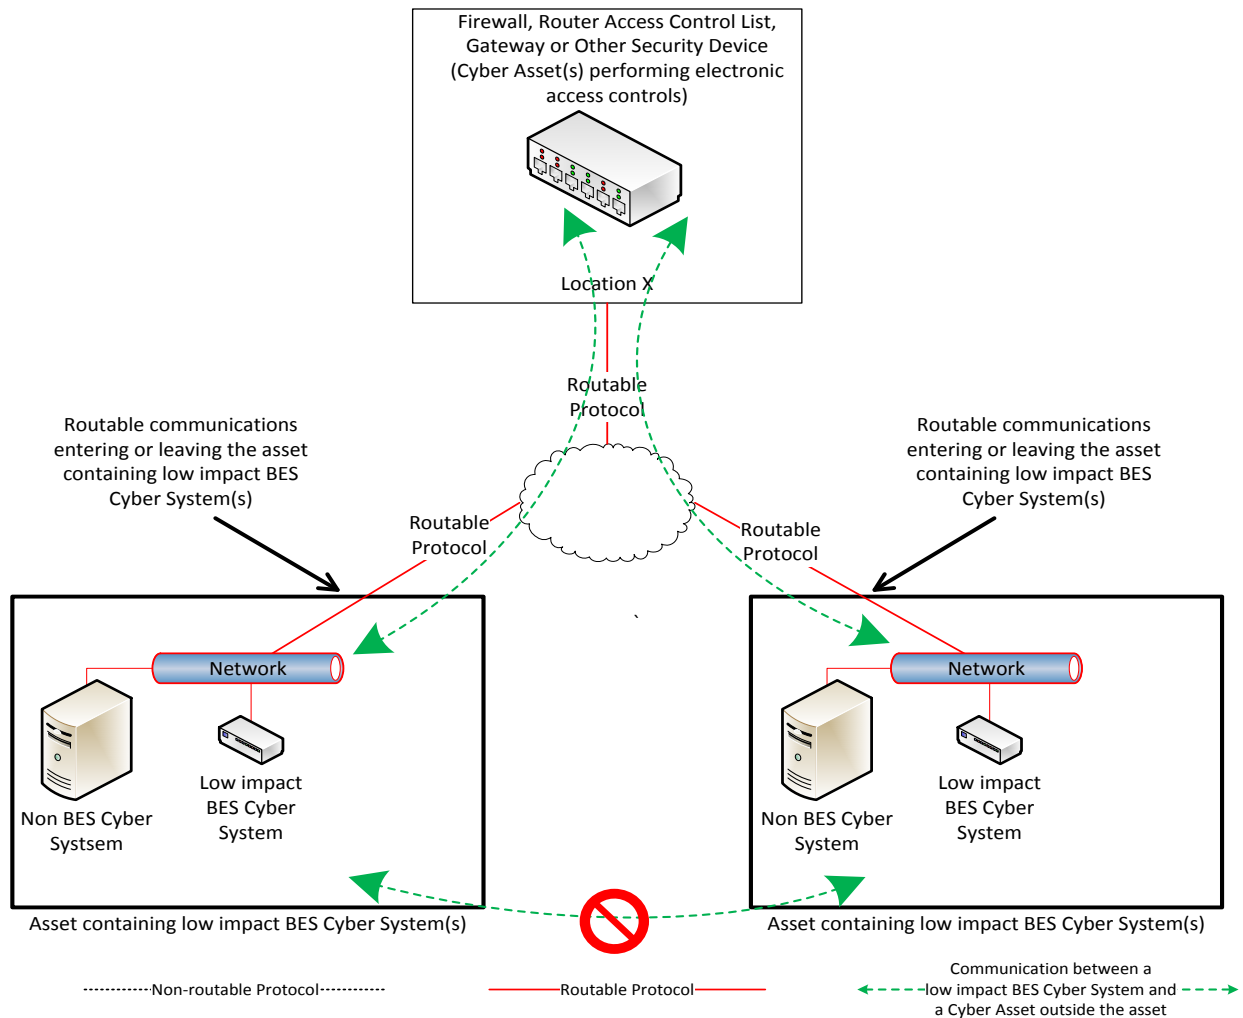 Firewall, Router Access Control List,
Gateway or Other Security Device
(Cyber Asset(s) performing electronic
access controls)
Location X
Routable
Protocol
Routable communications
entering or leaving the asset
containing low impact BES
Cyber System(s)
Routable communications
entering or leaving the asset
containing low impact BES
Cyber System(s)
Routable
Protocol
Routable
Protocol
`
Network
Network
Non BES Cyber
Systsem
Low impact
BES Cyber
System
Non BES Cyber
System
Low impact
BES Cyber
System
Asset containing low impact BES Cyber System(s)
Asset containing low impact BES Cyber System(s)
Non-routable Protocol
Routable Protocol
Communication between a
low impact BES Cyber System and
a Cyber Asset outside the asset